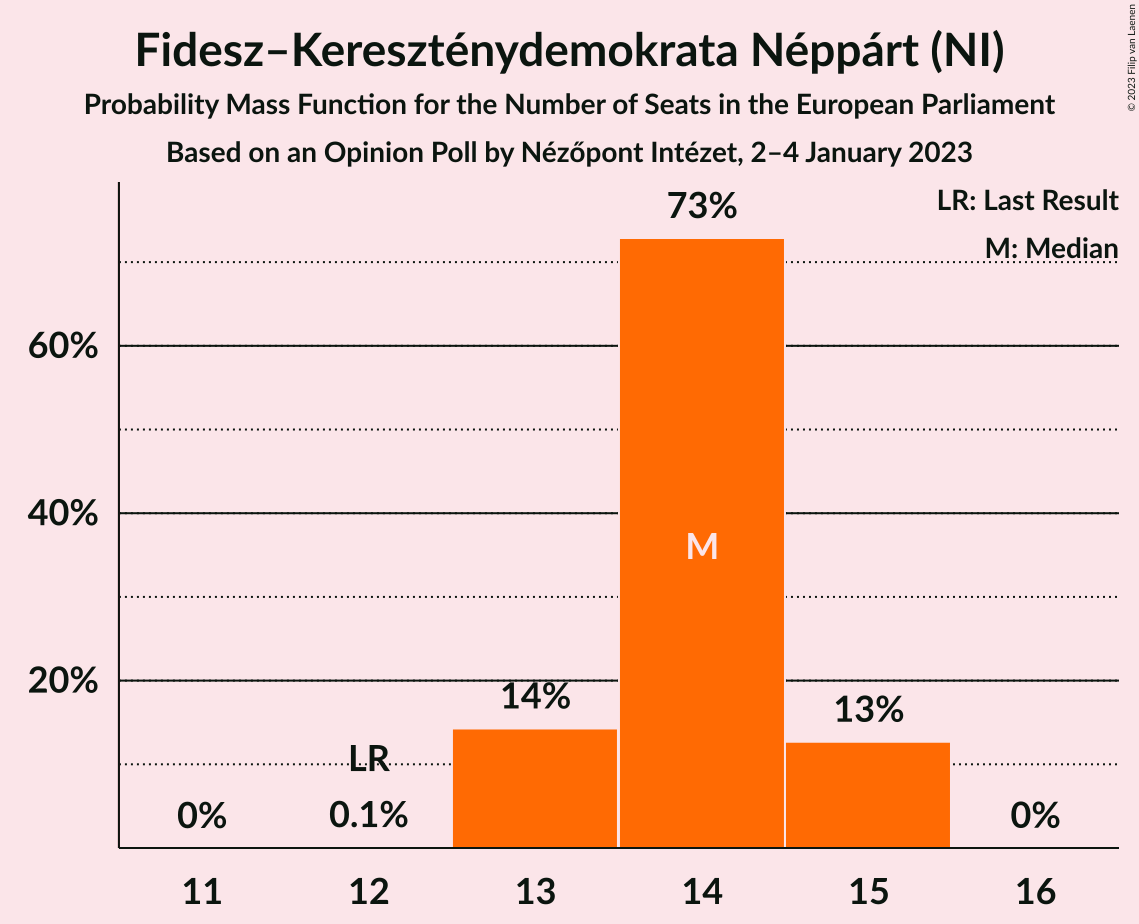 Fidesz–Kereszténydemokrata Néppárt (NI)
Probability Mass Function for the Number of Seats in the European Parliament
Based on an Opinion Poll by Nézőpont Intézet, 2–4 January 2023
© 2023 Filip van Laenen
LR: Last Result
M: Median
73%
60%
40%
M
20%
14%
13%
LR
0%
0.1%
0%
11 12 13 14 15 16